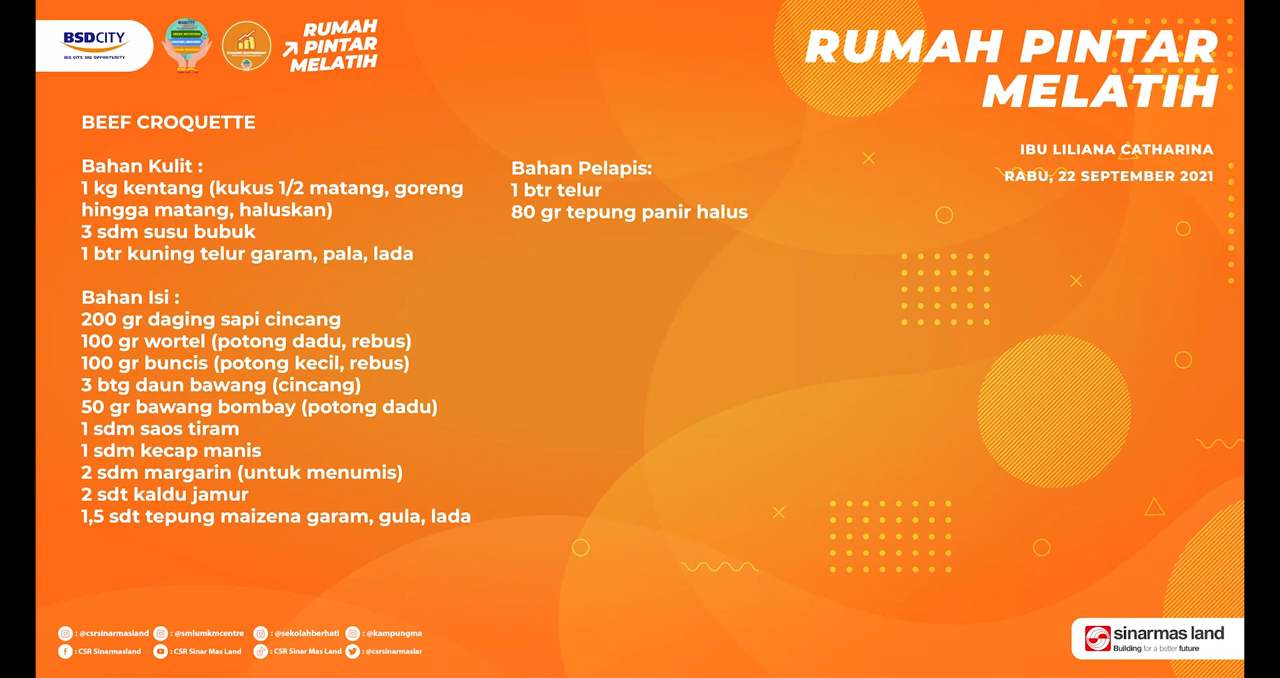 BSDCITY
BIG CITY, BIG OPPORTUNITY
RUMAH
PINTAR
MELATIH
RUMAH PINTAR
MELATIH
IBU LILIANA CATHARINA
RABU, 22 SEPTEMBER 2021
BEEF CROQUETTE
Bahan Kulit :
1 kg kentang (kukus 1/2 matang, goreng
hingga matang, haluskan)
3 sdm susu bubuk
1 btr kuning telur garam, pala, lada
Bahan Isi :
200 gr daging sapi cincang
100 gr wortel (potong dadu, rebus)
100 gr buncis (potong kecil, rebus)
3 btg daun bawang (cincang)
50 gr bawang bombay (potong dadu)
1 sdm saos tiram
1 sdm kecap manis
2 sdm margarin (untuk menumis)
2 sdt kaldu jamur
1,5 sdt tepung maizena garam, gula, lada
Bahan Pelapis:
1 btr telur
80 gr tepung panir halus
: @csrsinarmasland : @smlumkmcentre : @sekolahberhati : @kampungma
: CSR Sinarmasland : CSR Sinar Mas Land : CSR Sinar Mas Land : @csrsinarmaslar
sinarmas land
Building for a better future